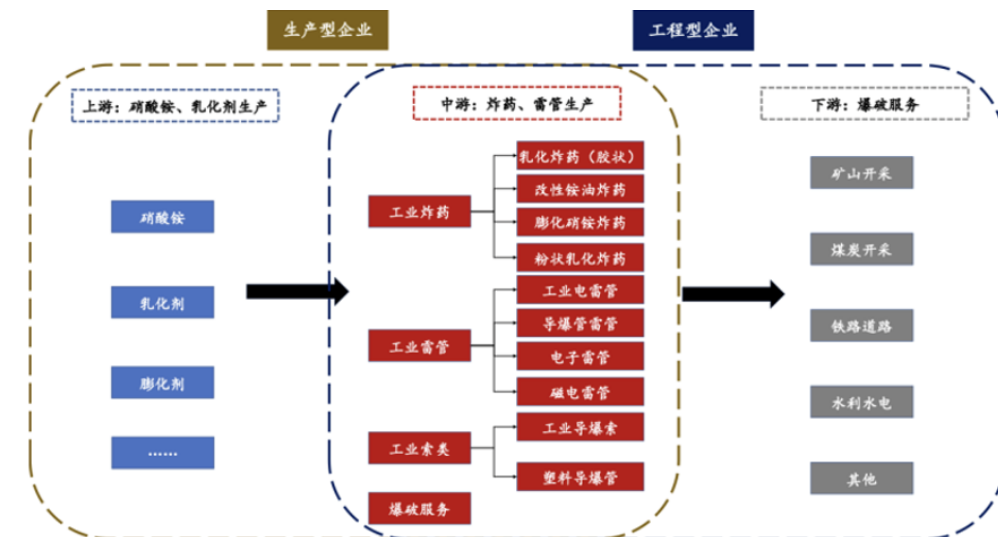 生产型企业
工程型企业
上游：硝酸铵、乳化剂生产
中游：炸药、雷管生产
下游：爆破服务
硝酸铵
乳化剂
膨化剂
……
工业炸药
乳化炸药（胶状）
改性铵油炸药
膨化硝铵炸药
粉状乳化炸药
工业雷管
工业电雷管
导爆管雷管
电子雷管
磁电雷管
工业索类
工业导爆索
塑料导爆管
爆破服务
矿山开采
煤炭开采
铁路道路
水利水电
其他